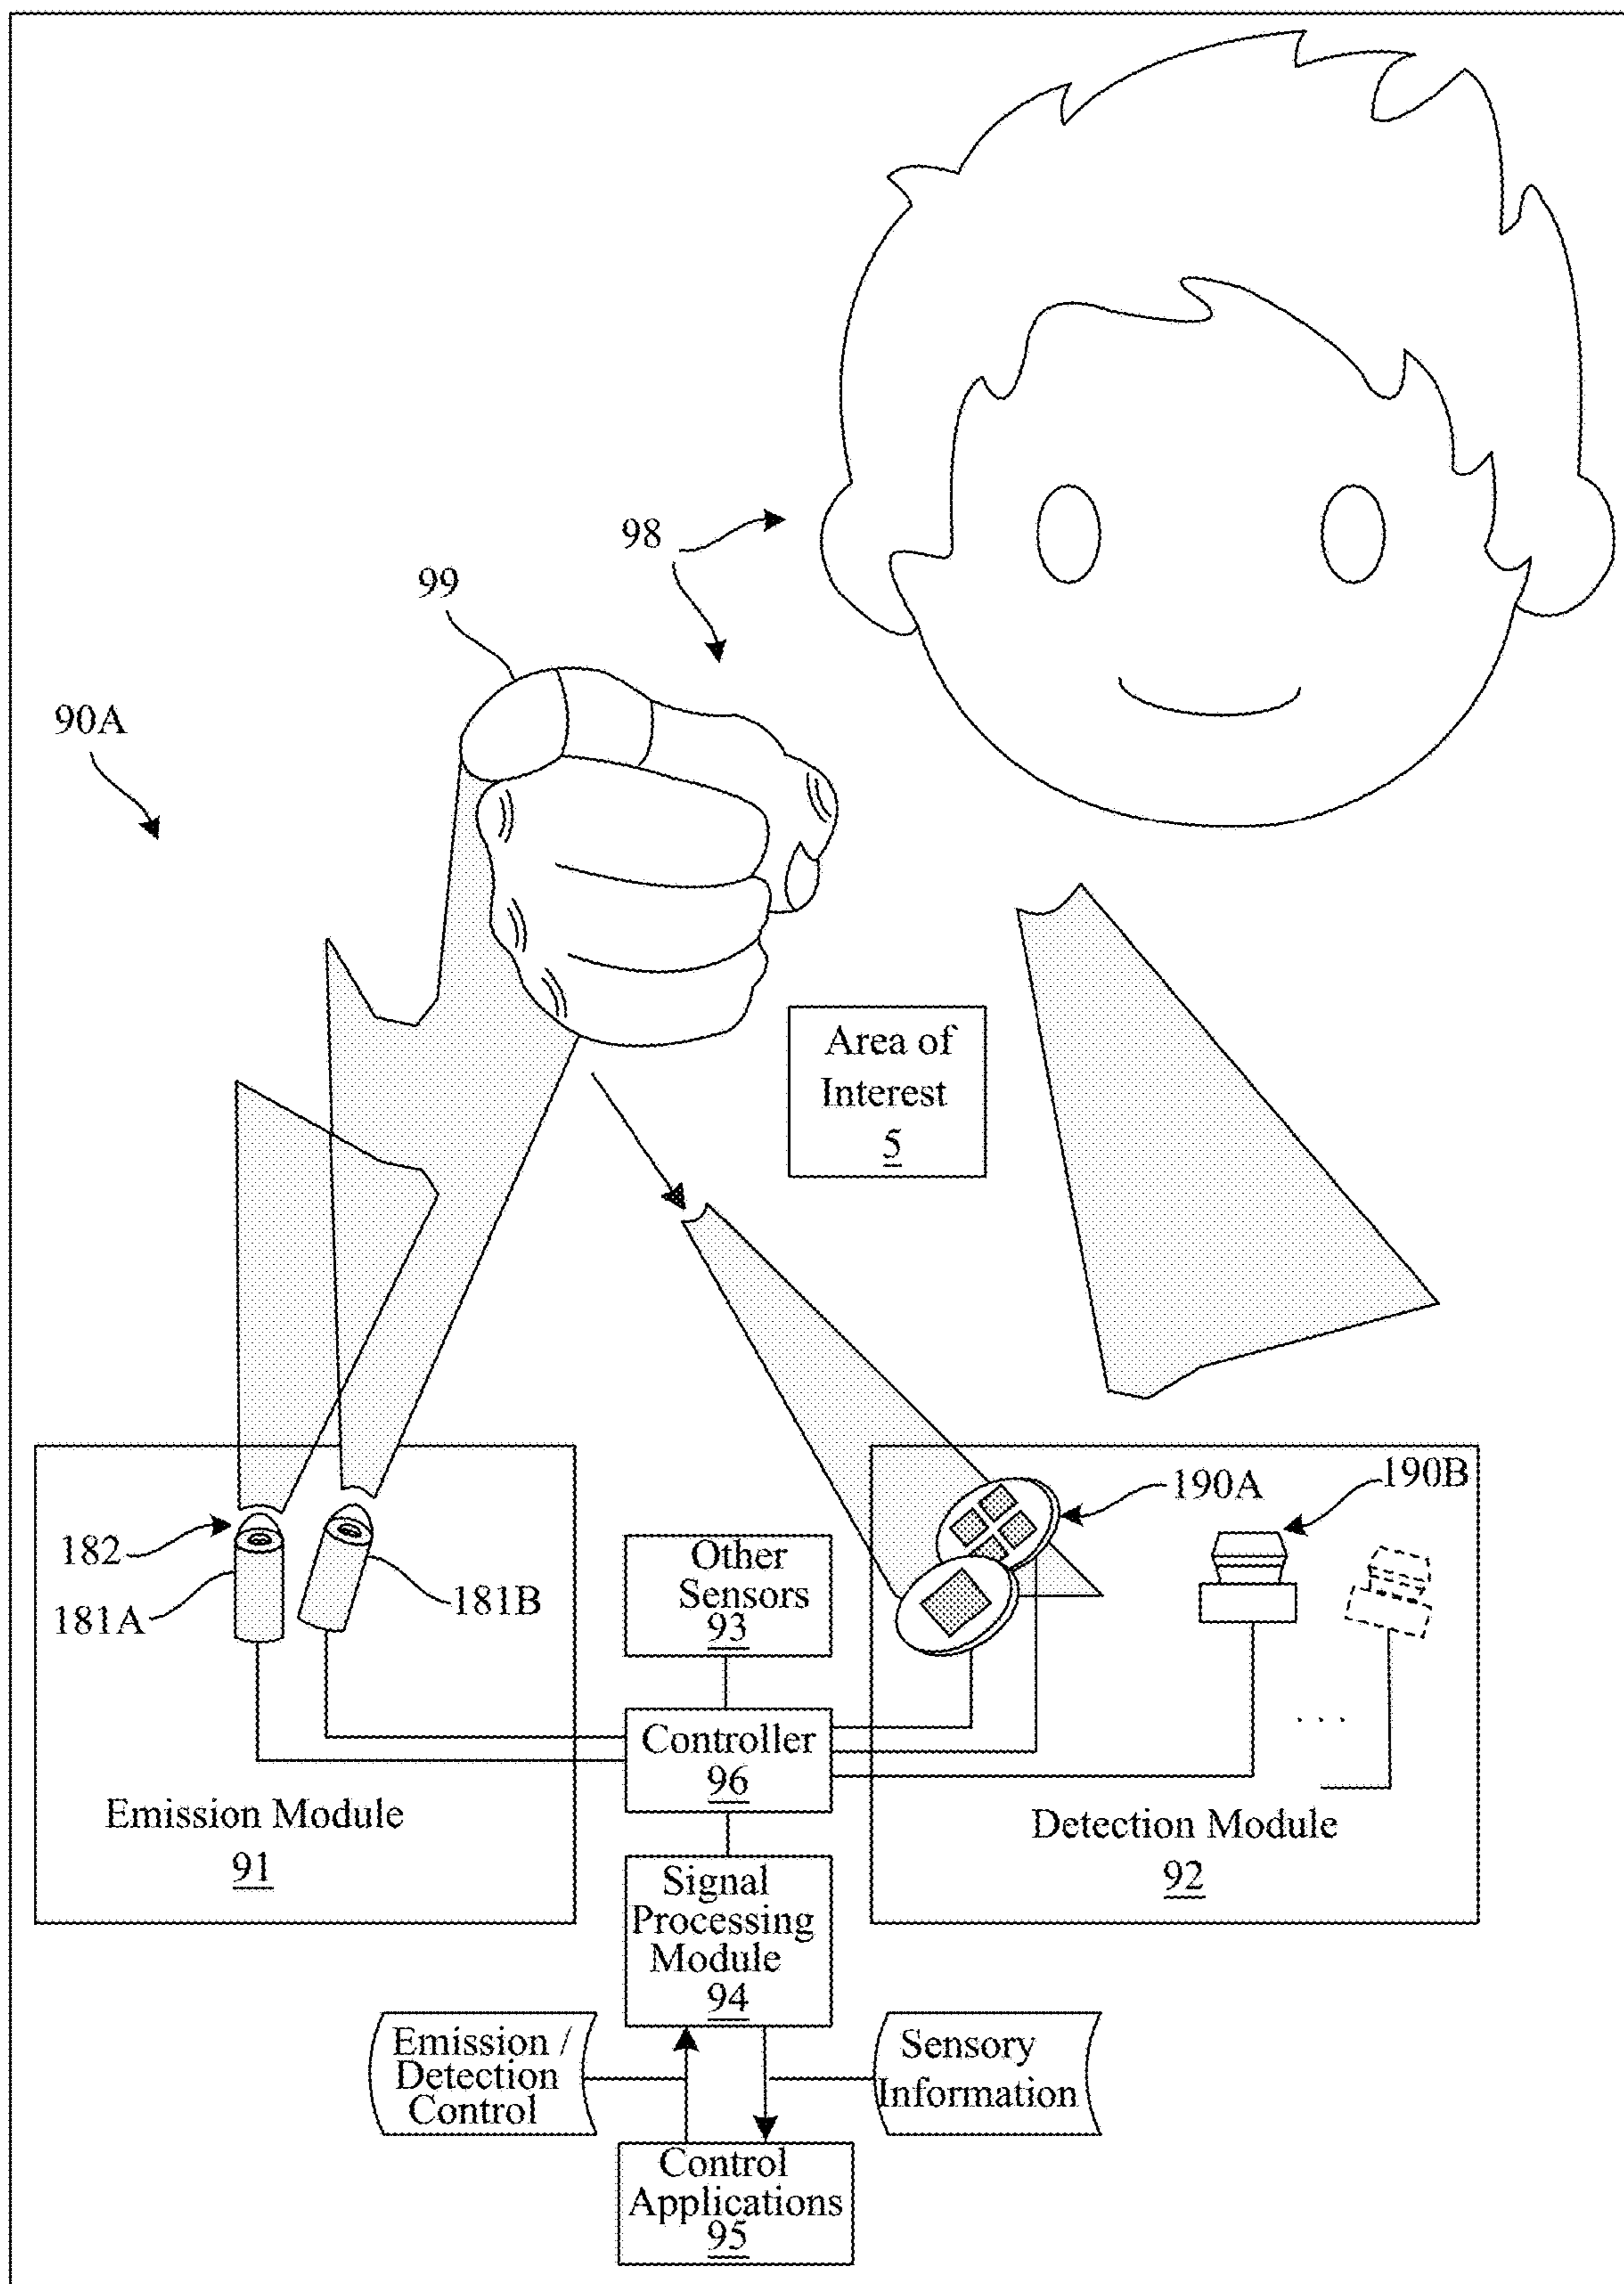 98
99
90A
Area of
Interest
5
190A
190B
182
181A
181B
Other
Sensors
93
Controller
96
Emission Module
91
Detection Module
92
Signal
Processing
Module
94
Emission /
Detection
Control
Sensory
Information
Control
Applications
95